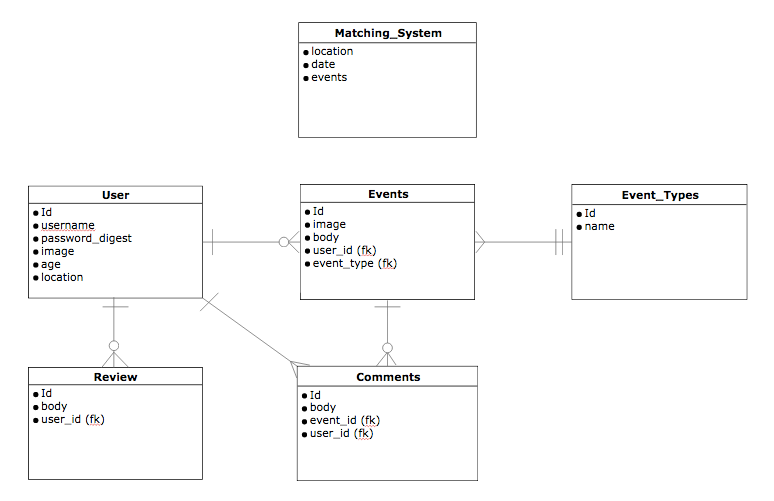 Matching_System
● location
● date
● events
User
● Id
● username
● password_digest
● image
● age
● location
Events
● Id
● image
● body
● user_id (fk)
● event_type (fk)
Event_Types
● Id
● name
Review
● Id
● body
● user_id (fk)
Comments
● Id
● body
● event_id (fk)
● user_id (fk)